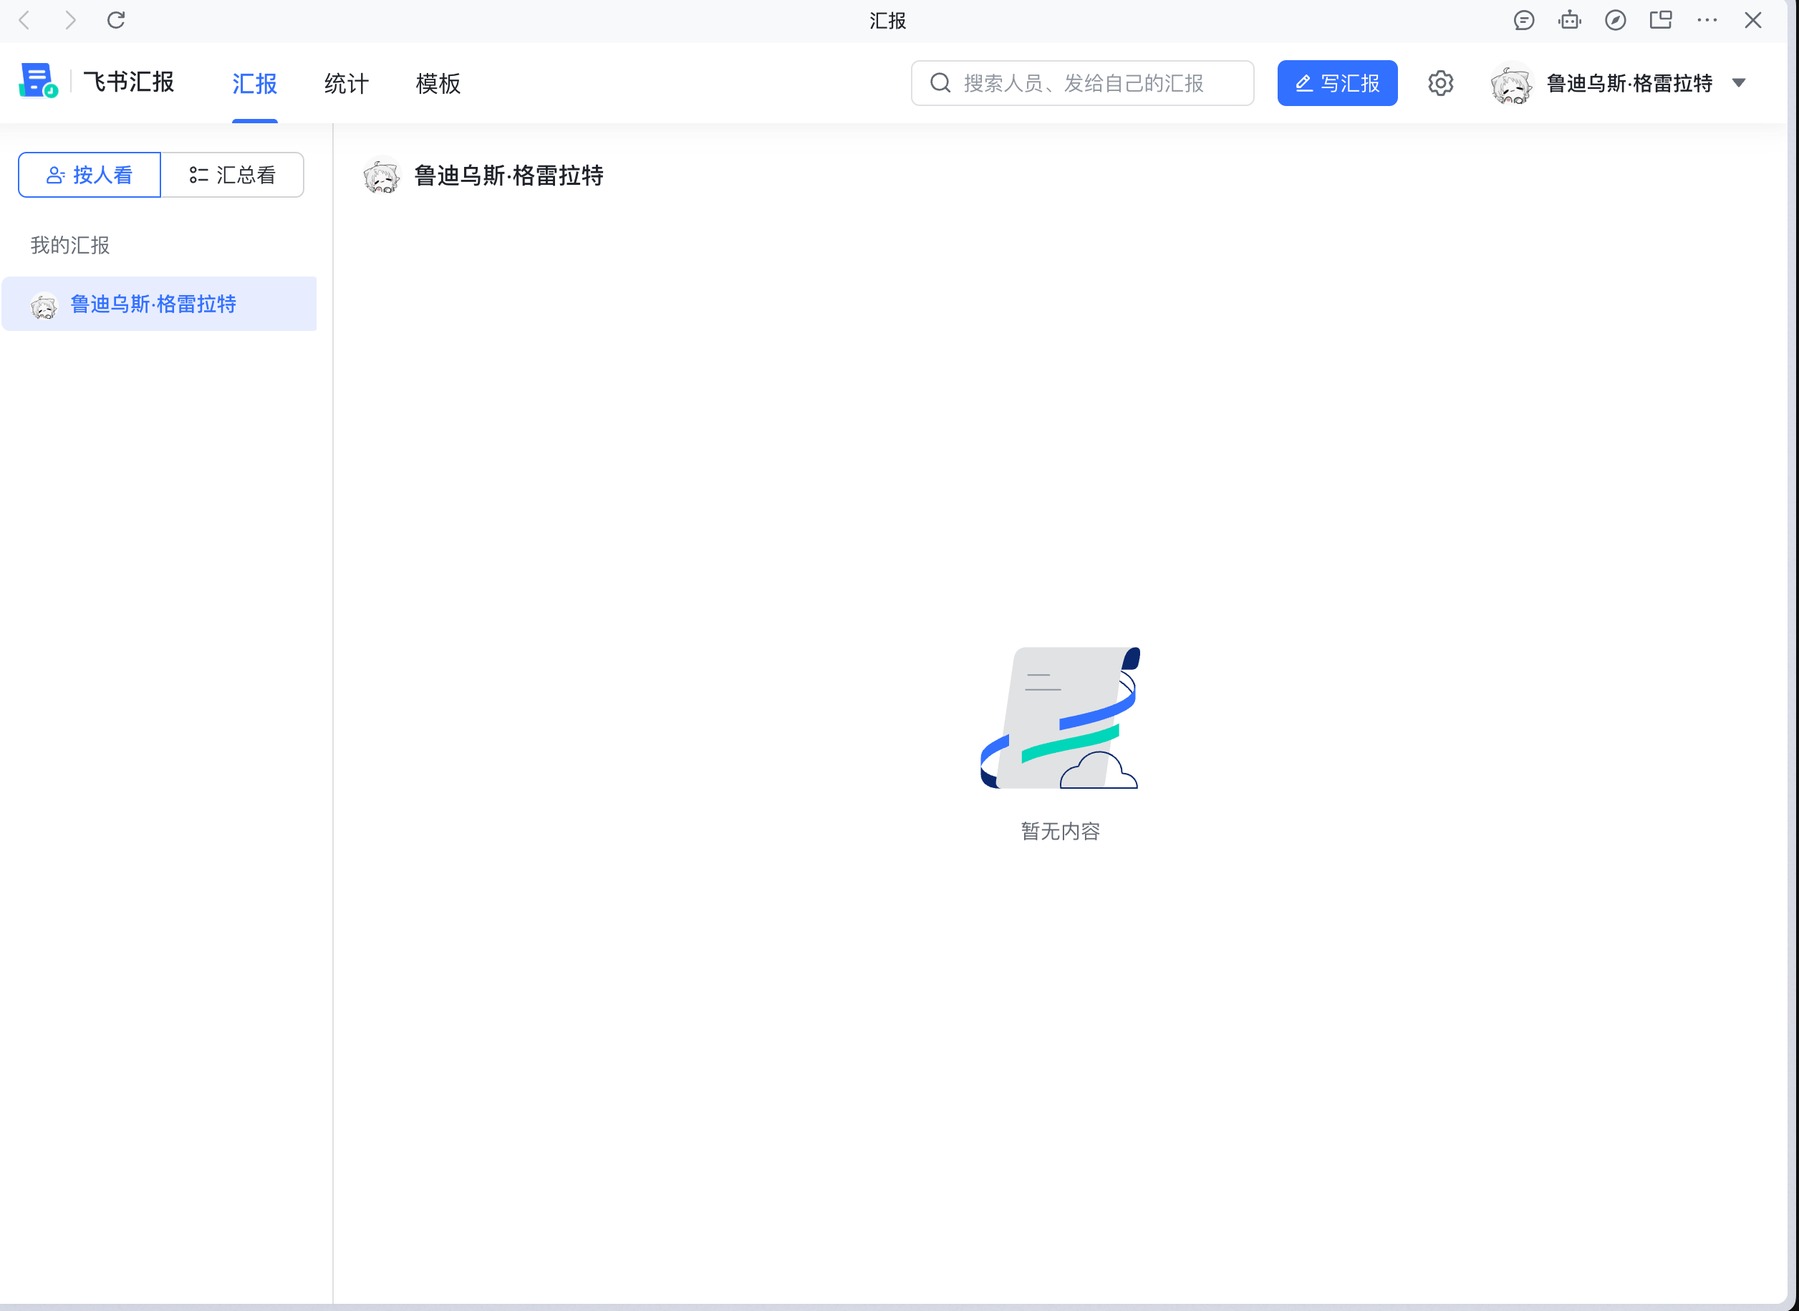 汇报
飞书汇报
汇报
统计
模板
搜索人员、发给自己的汇报
写汇报
鲁迪乌斯·格雷拉特
按人看
汇总看
我的汇报
鲁迪乌斯·格雷拉特
鲁迪乌斯·格雷拉特
暂无内容